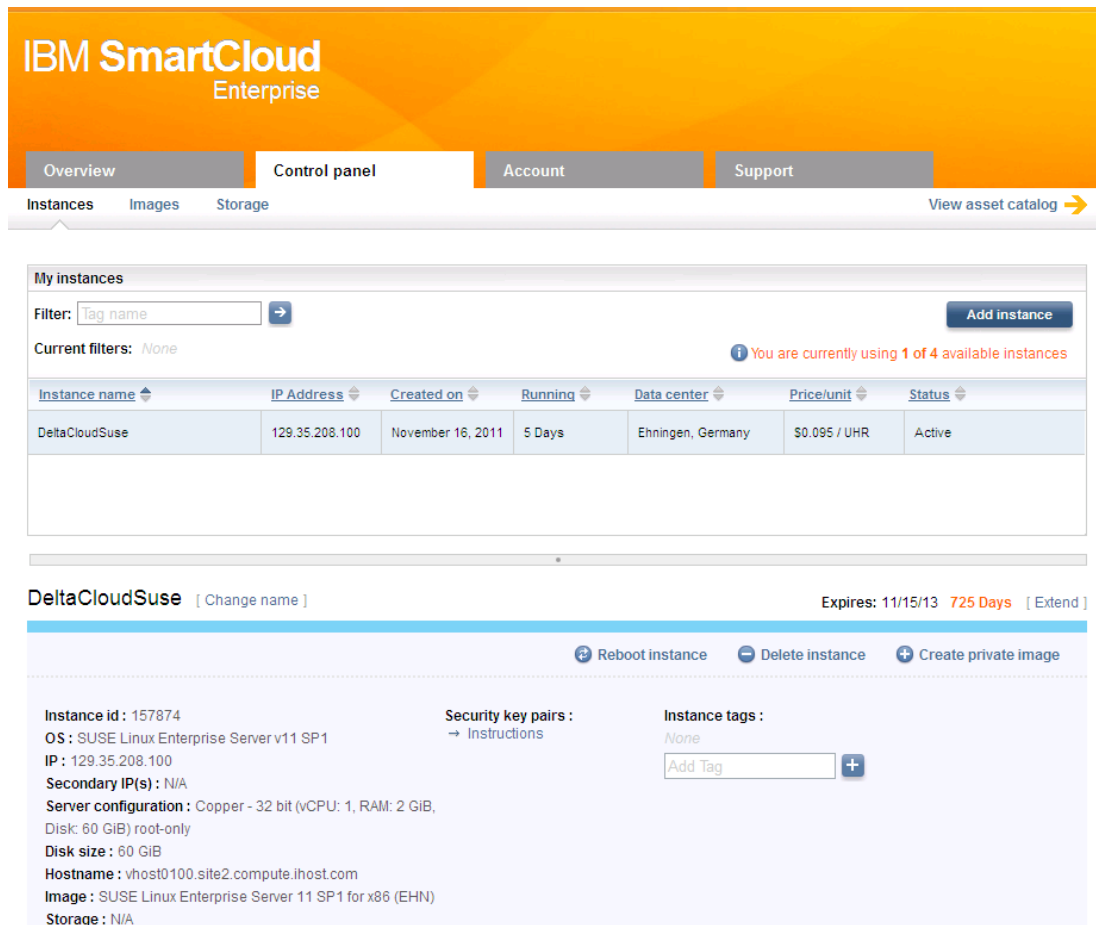 IBM SmartCloud
Enterprise
Overview Control panel Account Support
Instances Images Storage View asset catalog
My instances
Filter: Tag name
Add instance
Current filters: None
You are currently using 1 of 4 available instances
Instance name IP Address Created on Running Data center Price/unit Status
DeltaCloudSuse 129.35.208.100 November 16, 2011 5 Days Ehningen, Germany $0.095 / UHR Active
DeltaCloudSuse [ Change name ] Expires: 11/15/13 725 Days [ Extend ]
Reboot instance Delete instance Create private image
Instance id : 157874
OS : SUSE Linux Enterprise Server v11 SP1
IP : 129.35.208.100
Secondary IP(s) : N/A
Server configuration : Copper - 32 bit (vCPU: 1, RAM: 2 GiB,
Disk: 60 GiB) root-only
Disk size : 60 GiB
Hostname : vhost0100.site2.compute.ihost.com
Image : SUSE Linux Enterprise Server 11 SP1 for x86 (EHN)
Storage : N/A
Security key pairs :
→ Instructions
Instance tags :
None
Add Tag